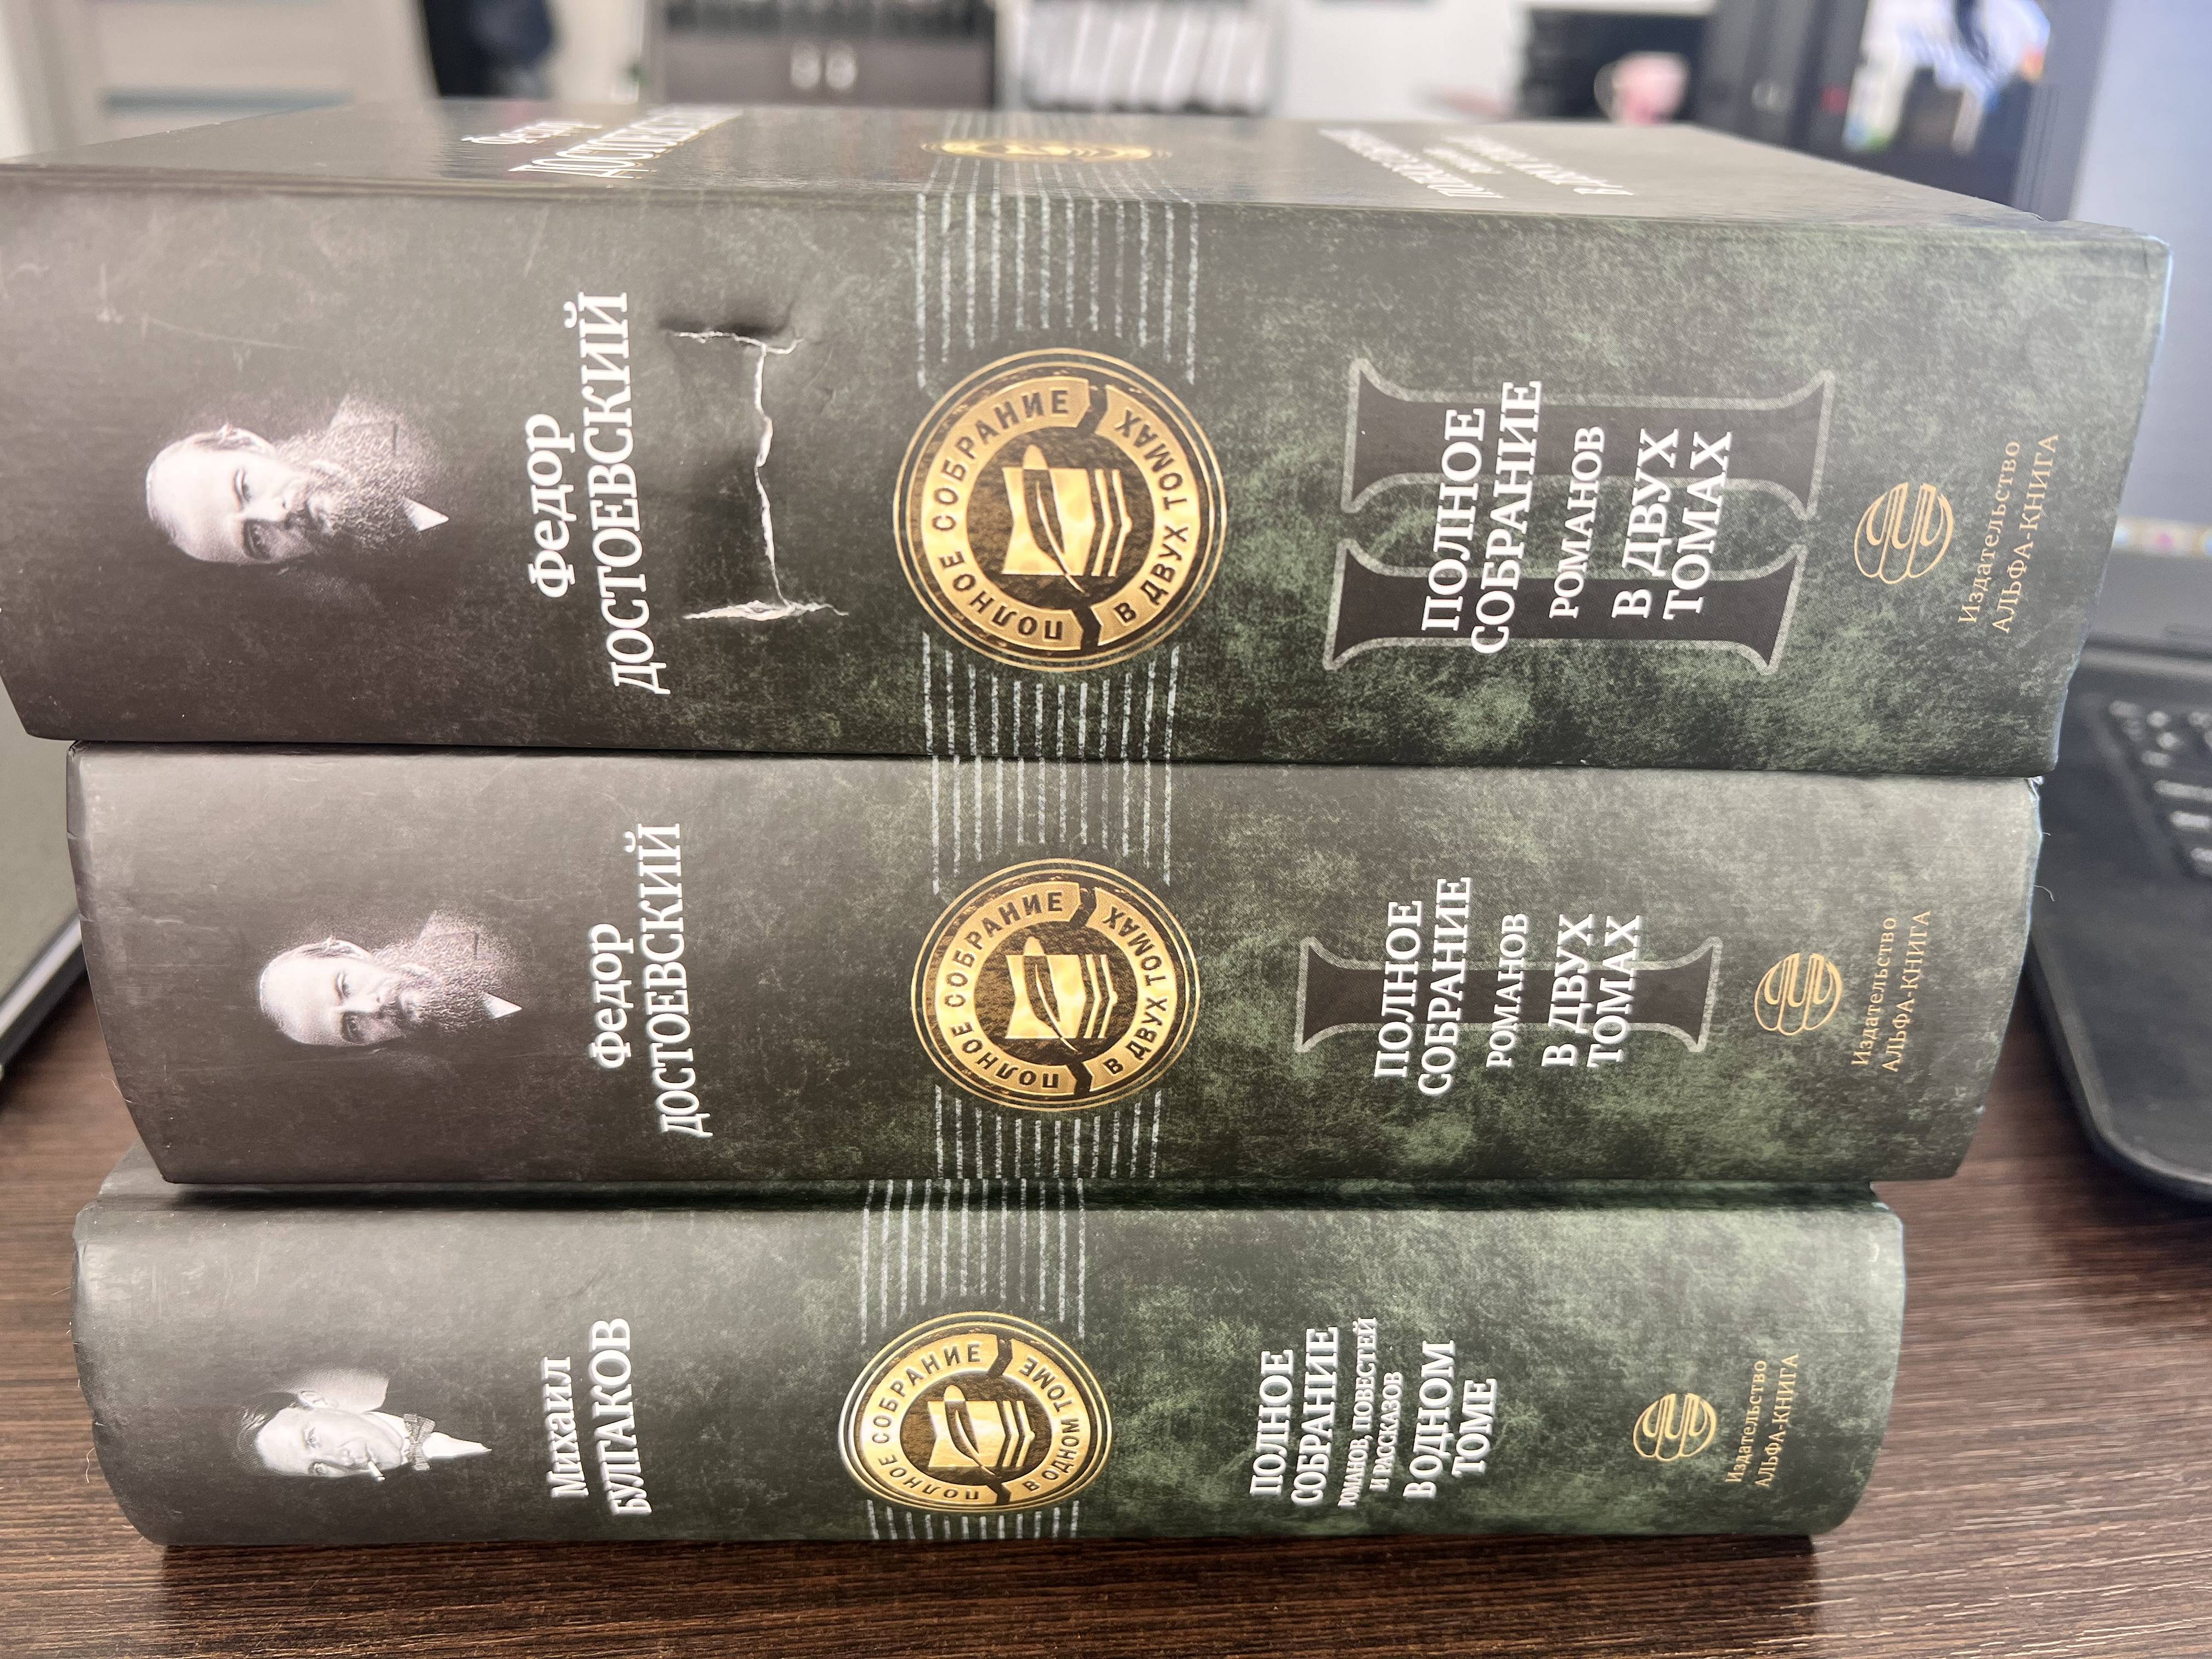 Федор
ДОСТОЕВСКИЙ
ПОЛНОЕ СОБРАНИЕ
В ДВУХ ТОМАХ
II
ПОЛНОЕ
СОБРАНИЕ
РОМАНОВ
В ДВУХ
ТОМАХ
Издательство
АЛЬФА-КНИГА
Федор
ДОСТОЕВСКИЙ
ПОЛНОЕ СОБРАНИЕ
В ДВУХ ТОМАХ
I
ПОЛНОЕ
СОБРАНИЕ
РОМАНОВ
В ДВУХ
ТОМАХ
Издательство
АЛЬФА-КНИГА
Михаил
БУЛГАКОВ
ПОЛНОЕ СОБРАНИЕ
В ОДНОМ ТОМЕ
ПОЛНОЕ
СОБРАНИЕ
РОМАНОВ, ПОВЕСТЕЙ
И РАССКАЗОВ
В ОДНОМ
ТОМЕ
Издательство
АЛЬФА-КНИГА